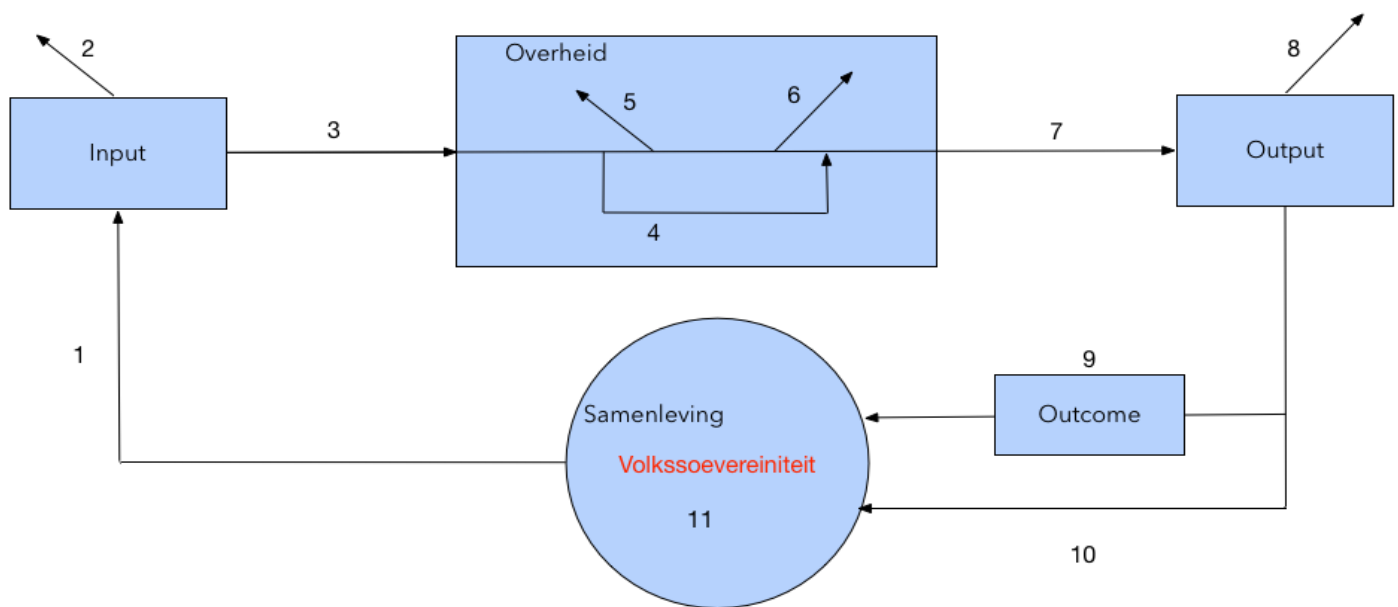 2
8
Overheid
5
6
3
7
Input
Output
4
1
9
Samenleving
Outcome
Volkssoevereiniteit
11
10